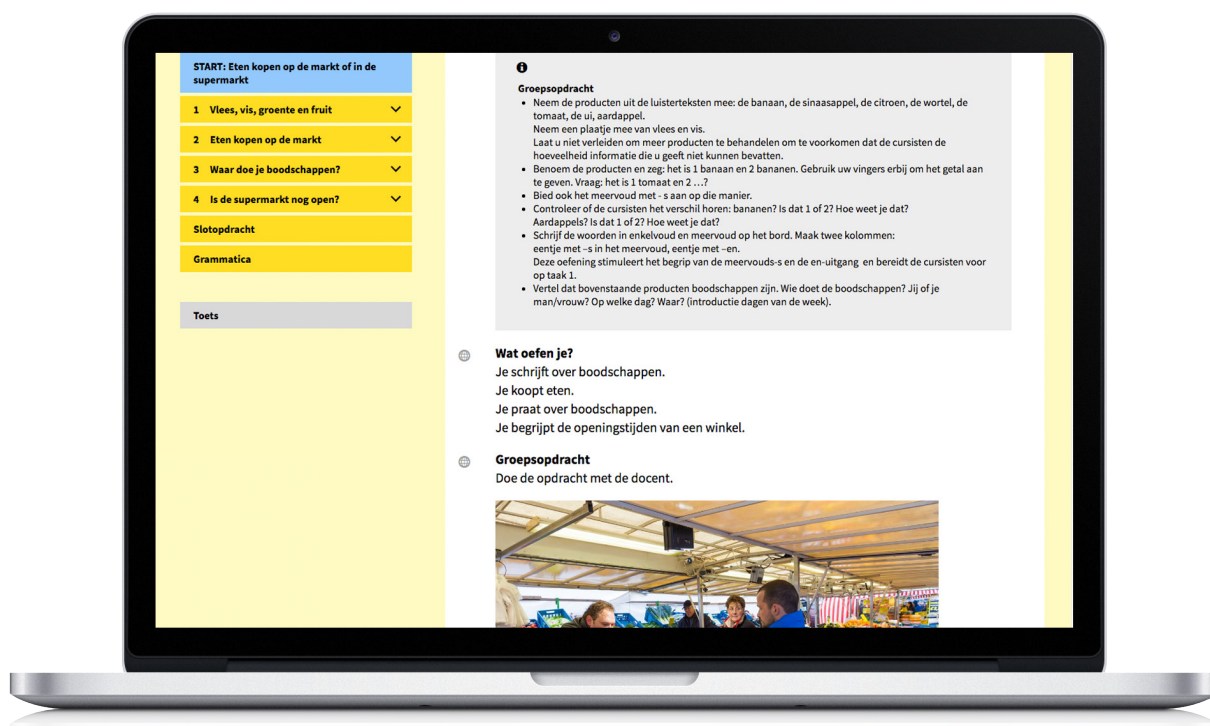 START: Eten kopen op de markt of in de
supermarkt
1 Vlees, vis, groente en fruit
2 Eten kopen op de markt
3 Waar doe je boodschappen?
4 Is de supermarkt nog open?
Slotopdracht
Grammatica
Toets
Groepsopdracht
• Neem de producten uit de luisterteksten mee: de banaan, de sinaasappel, de citroen, de wortel, de
tomaat, de ui, aardappel.
Neem een plaatje mee van vlees en vis.
Laat u niet verleiden om meer producten te behandelen om te voorkomen dat de cursisten de
hoeveelheid informatie die u geeft niet kunnen bevatten.
• Benoem de producten en zeg: het is 1 banaan en 2 bananen. Gebruik uw vingers erbij om het getal aan
te geven. Vraag: het is 1 tomaat en 2 …?
• Bied ook het meervoud met - s aan op die manier.
• Controleer of de cursisten het verschil horen: bananen? Is dat 1 of 2? Hoe weet je dat?
Aardappels? Is dat 1 of 2? Hoe weet je dat?
• Schrijf de woorden in enkelvoud en meervoud op het bord. Maak twee kolommen:
eentje met –s in het meervoud, eentje met –en.
Deze oefening stimuleert het begrip van de meervouds-s en de en-uitgang en bereidt de cursisten voor
op taak 1.
• Vertel dat bovenstaande producten boodschappen zijn. Wie doet de boodschappen? Jij of je
man/vrouw? Op welke dag? Waar? (introductie dagen van de week).
Wat oefen je?
Je schrijft over boodschappen.
Je koopt eten.
Je praat over boodschappen.
Je begrijpt de openingstijden van een winkel.
Groepsopdracht
Doe de opdracht met de docent.